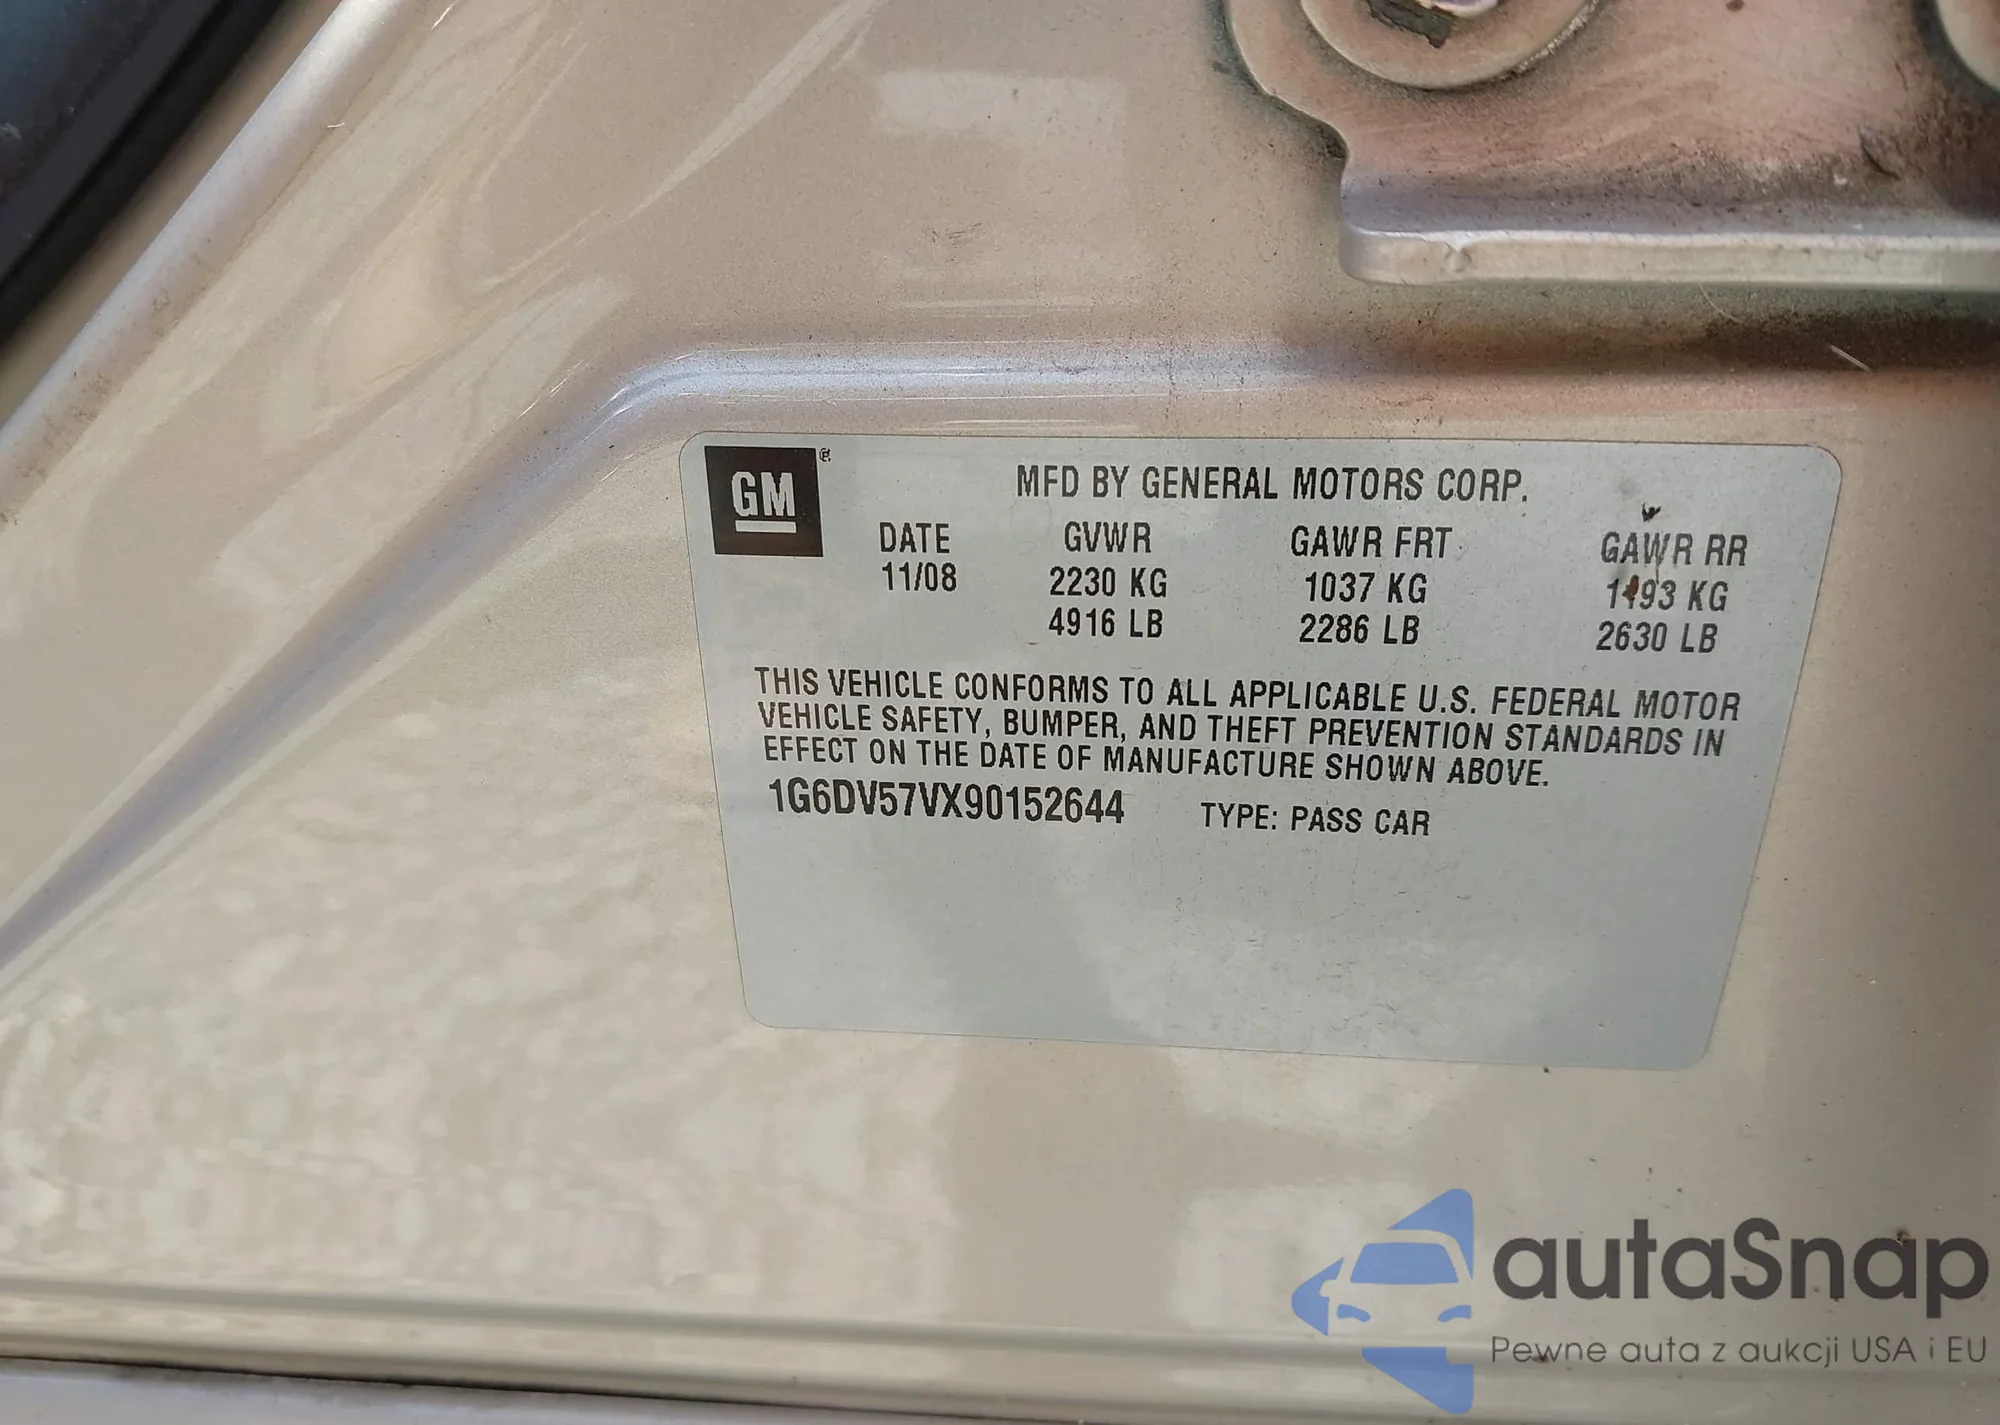 GM
MFD BY GENERAL MOTORS CORP.
DATE GVWR GAWR FRT GAWR RR
11/08 2230 KG 1037 KG 1193 KG
4916 LB 2286 LB 2630 LB
THIS VEHICLE CONFORMS TO ALL APPLICABLE U.S. FEDERAL MOTOR
VEHICLE SAFETY, BUMPER, AND THEFT PREVENTION STANDARDS IN
EFFECT ON THE DATE OF MANUFACTURE SHOWN ABOVE.
1G6DV57VX90152644 TYPE: PASS CAR
autaSnap
Pewne auta z aukcji USA i EU